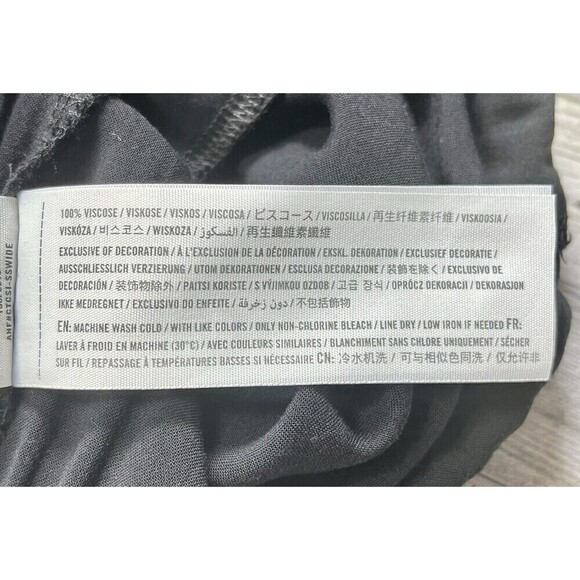 100% VISCOSE / VISKOSE / VISKOS / VISCOSA / ビスコース / VISCOSILLA / 再生纤维素纤维 / VISKOOSIA /
VISKÓZA / 비스코스 / WISKOZA / الفسكوز / 再生纖維素纖維
EXCLUSIVE OF DECORATION / À L'EXCLUSION DE LA DÉCORATION / EKSKL. DEKORATION / EXCLUSIEF DECORATIE /
AUSSCHLIESSLICH VERZIERUNG / UTOM DEKORATIONEN / ESCLUSA DECORAZIONE / 装飾を除く / EXCLUSIVO DE
DECORACIÓN / 装饰物除外 / PAITSI KORISTE / S VÝJIMKOU OZDOB / 고급 장식 / OPRÓCZ DEKORACJI / DEKORASJON
IKKE MEDREGNET / EXCLUSIVO DO ENFEITE / دون زخرفة / 不包括飾物
EN: MACHINE WASH COLD / WITH LIKE COLORS / ONLY NON-CHLORINE BLEACH / LINE DRY / LOW IRON IF NEEDED FR:
LAVER À FROID EN MACHINE (30°C) / AVEC COULEURS SIMILAIRES / BLANCHIMENT SANS CHLORE UNIQUEMENT / SÉCHER
SUR FIL / REPASSAGE À TEMPÉRATURES BASSES SI NÉCESSAIRE CN: 冷水机洗 / 可与相似色同洗 / 仅允许非